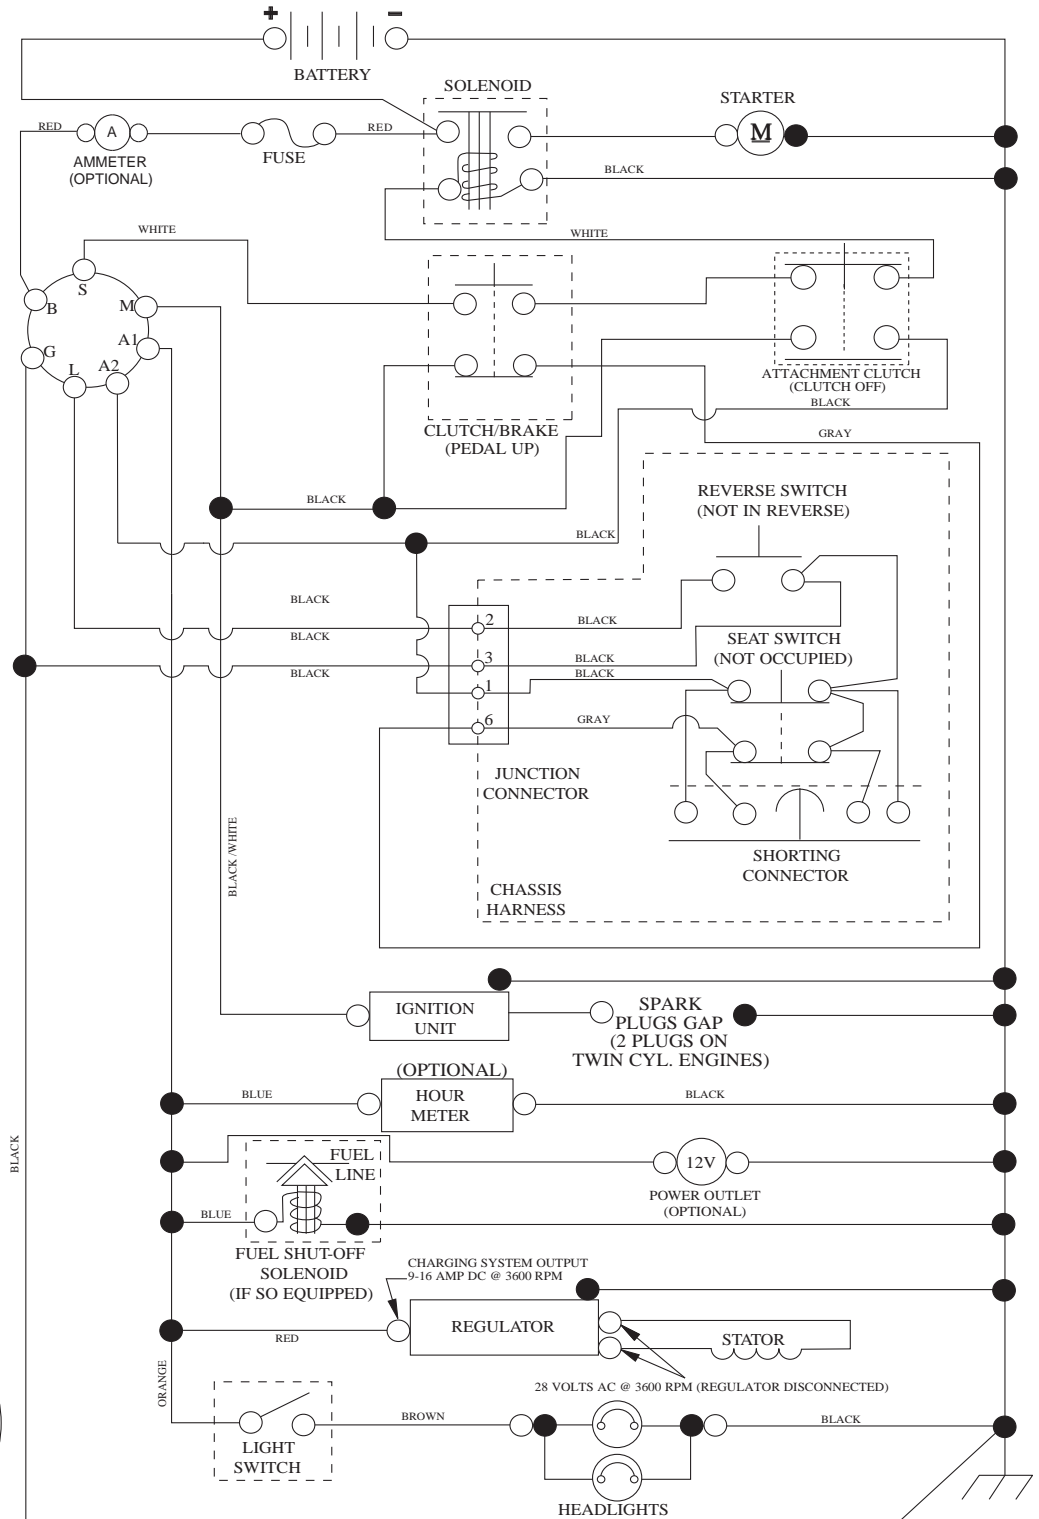 + −
BATTERY
SOLENOID
STARTER
RED
A
RED
M
AMMETER
(OPTIONAL)
FUSE
BLACK
WHITE
WHITE
S
B
M
G
A1
L
A2
ATTACHMENT CLUTCH
(CLUTCH OFF)
BLACK
CLUTCH/BRAKE
(PEDAL UP)
GRAY
REVERSE SWITCH
(NOT IN REVERSE)
BLACK
BLACK
BLACK
2
BLACK
BLACK
SEAT SWITCH
(NOT OCCUPIED)
3
BLACK
BLACK
BLACK
1
6
GRAY
JUNCTION
CONNECTOR
BLACK /WHITE
SHORTING
CONNECTOR
CHASSIS
HARNESS
IGNITION
UNIT
SPARK
PLUGS GAP
(2 PLUGS ON
TWIN CYL. ENGINES)
(OPTIONAL)
BLUE
HOUR
METER
BLACK
BLACK
FUEL
LINE
12V
POWER OUTLET
(OPTIONAL)
BLUE
FUEL SHUT-OFF
SOLENOID
(IF SO EQUIPPED)
CHARGING SYSTEM OUTPUT
9-16 AMP DC @ 3600 RPM
REGULATOR
RED
STATOR
28 VOLTS AC @ 3600 RPM (REGULATOR DISCONNECTED)
ORANGE
BROWN
BLACK
LIGHT
SWITCH
HEADLIGHTS